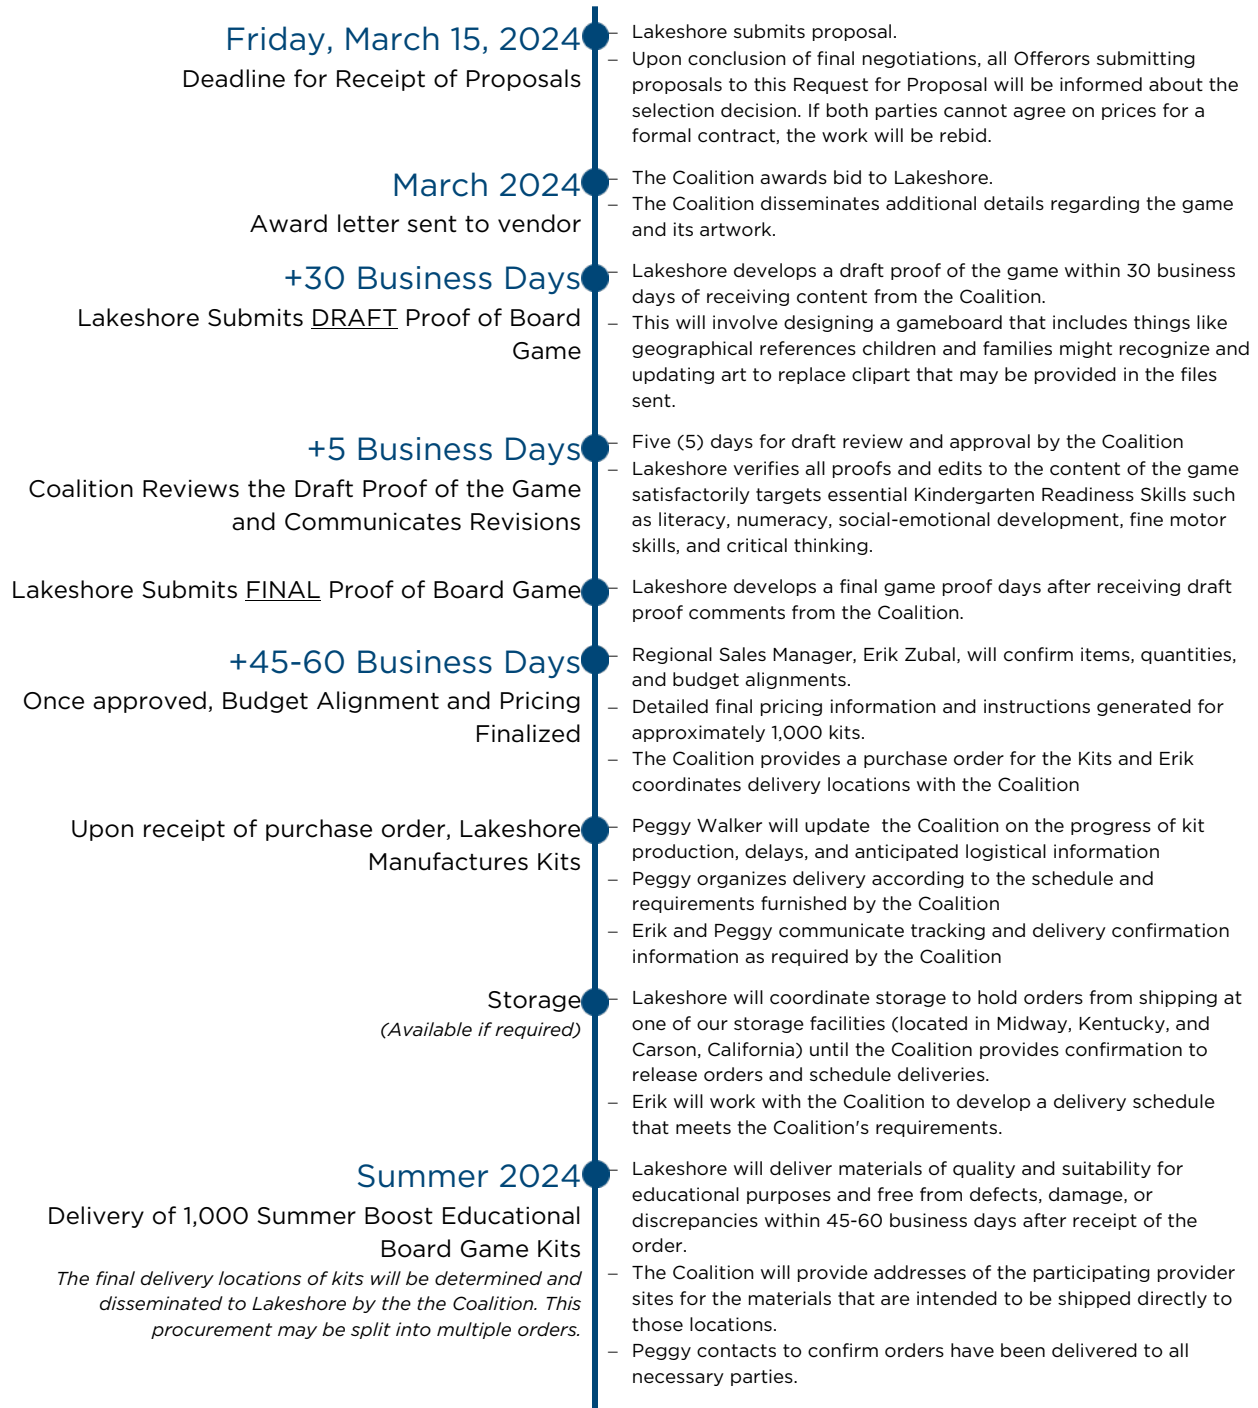 Friday, March 15, 2024
Deadline for Receipt of Proposals
– Lakeshore submits proposal.
– Upon conclusion of final negotiations, all Offerors submitting
proposals to this Request for Proposal will be informed about the
selection decision. If both parties cannot agree on prices for a
formal contract, the work will be rebid.
March 2024
Award letter sent to vendor
– The Coalition awards bid to Lakeshore.
– The Coalition disseminates additional details regarding the game
and its artwork.
+30 Business Days
Lakeshore Submits DRAFT Proof of Board
Game
– Lakeshore develops a draft proof of the game within 30 business
days of receiving content from the Coalition.
– This will involve designing a gameboard that includes things like
geographical references children and families might recognize and
updating art to replace clipart that may be provided in the files
sent.
+5 Business Days
Coalition Reviews the Draft Proof of the Game
and Communicates Revisions
– Five (5) days for draft review and approval by the Coalition
– Lakeshore verifies all proofs and edits to the content of the game
satisfactorily targets essential Kindergarten Readiness Skills such
as literacy, numeracy, social-emotional development, fine motor
skills, and critical thinking.
Lakeshore Submits FINAL Proof of Board Game
– Lakeshore develops a final game proof days after receiving draft
proof comments from the Coalition.
+45-60 Business Days
Once approved, Budget Alignment and Pricing
Finalized
– Regional Sales Manager, Erik Zubal, will confirm items, quantities,
and budget alignments.
– Detailed final pricing information and instructions generated for
approximately 1,000 kits.
– The Coalition provides a purchase order for the Kits and Erik
coordinates delivery locations with the Coalition
Upon receipt of purchase order, Lakeshore
Manufactures Kits
– Peggy Walker will update  the Coalition on the progress of kit
production, delays, and anticipated logistical information
– Peggy organizes delivery according to the schedule and
requirements furnished by the Coalition
– Erik and Peggy communicate tracking and delivery confirmation
information as required by the Coalition
Storage
(Available if required)
– Lakeshore will coordinate storage to hold orders from shipping at
one of our storage facilities (located in Midway, Kentucky, and
Carson, California) until the Coalition provides confirmation to
release orders and schedule deliveries.
– Erik will work with the Coalition to develop a delivery schedule
that meets the Coalition's requirements.
Summer 2024
Delivery of 1,000 Summer Boost Educational
Board Game Kits
The final delivery locations of kits will be determined and
disseminated to Lakeshore by the the Coalition. This
procurement may be split into multiple orders.
– Lakeshore will deliver materials of quality and suitability for
educational purposes and free from defects, damage, or
discrepancies within 45-60 business days after receipt of the
order.
– The Coalition will provide addresses of the participating provider
sites for the materials that are intended to be shipped directly to
those locations.
– Peggy contacts to confirm orders have been delivered to all
necessary parties.